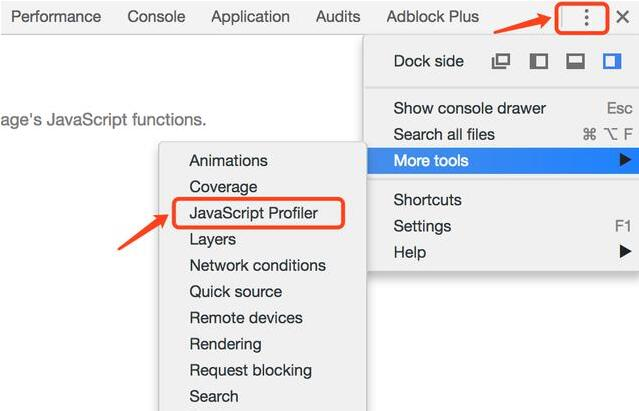 Performance Console Application Audits Adblock Plus
Dock side
age's JavaScript functions.
Show console drawer Esc
Search all files ⌘ ⌥ F
More tools
Shortcuts
Settings F1
Help
Animations
Coverage
JavaScript Profiler
Layers
Network conditions
Quick source
Remote devices
Rendering
Request blocking
Search